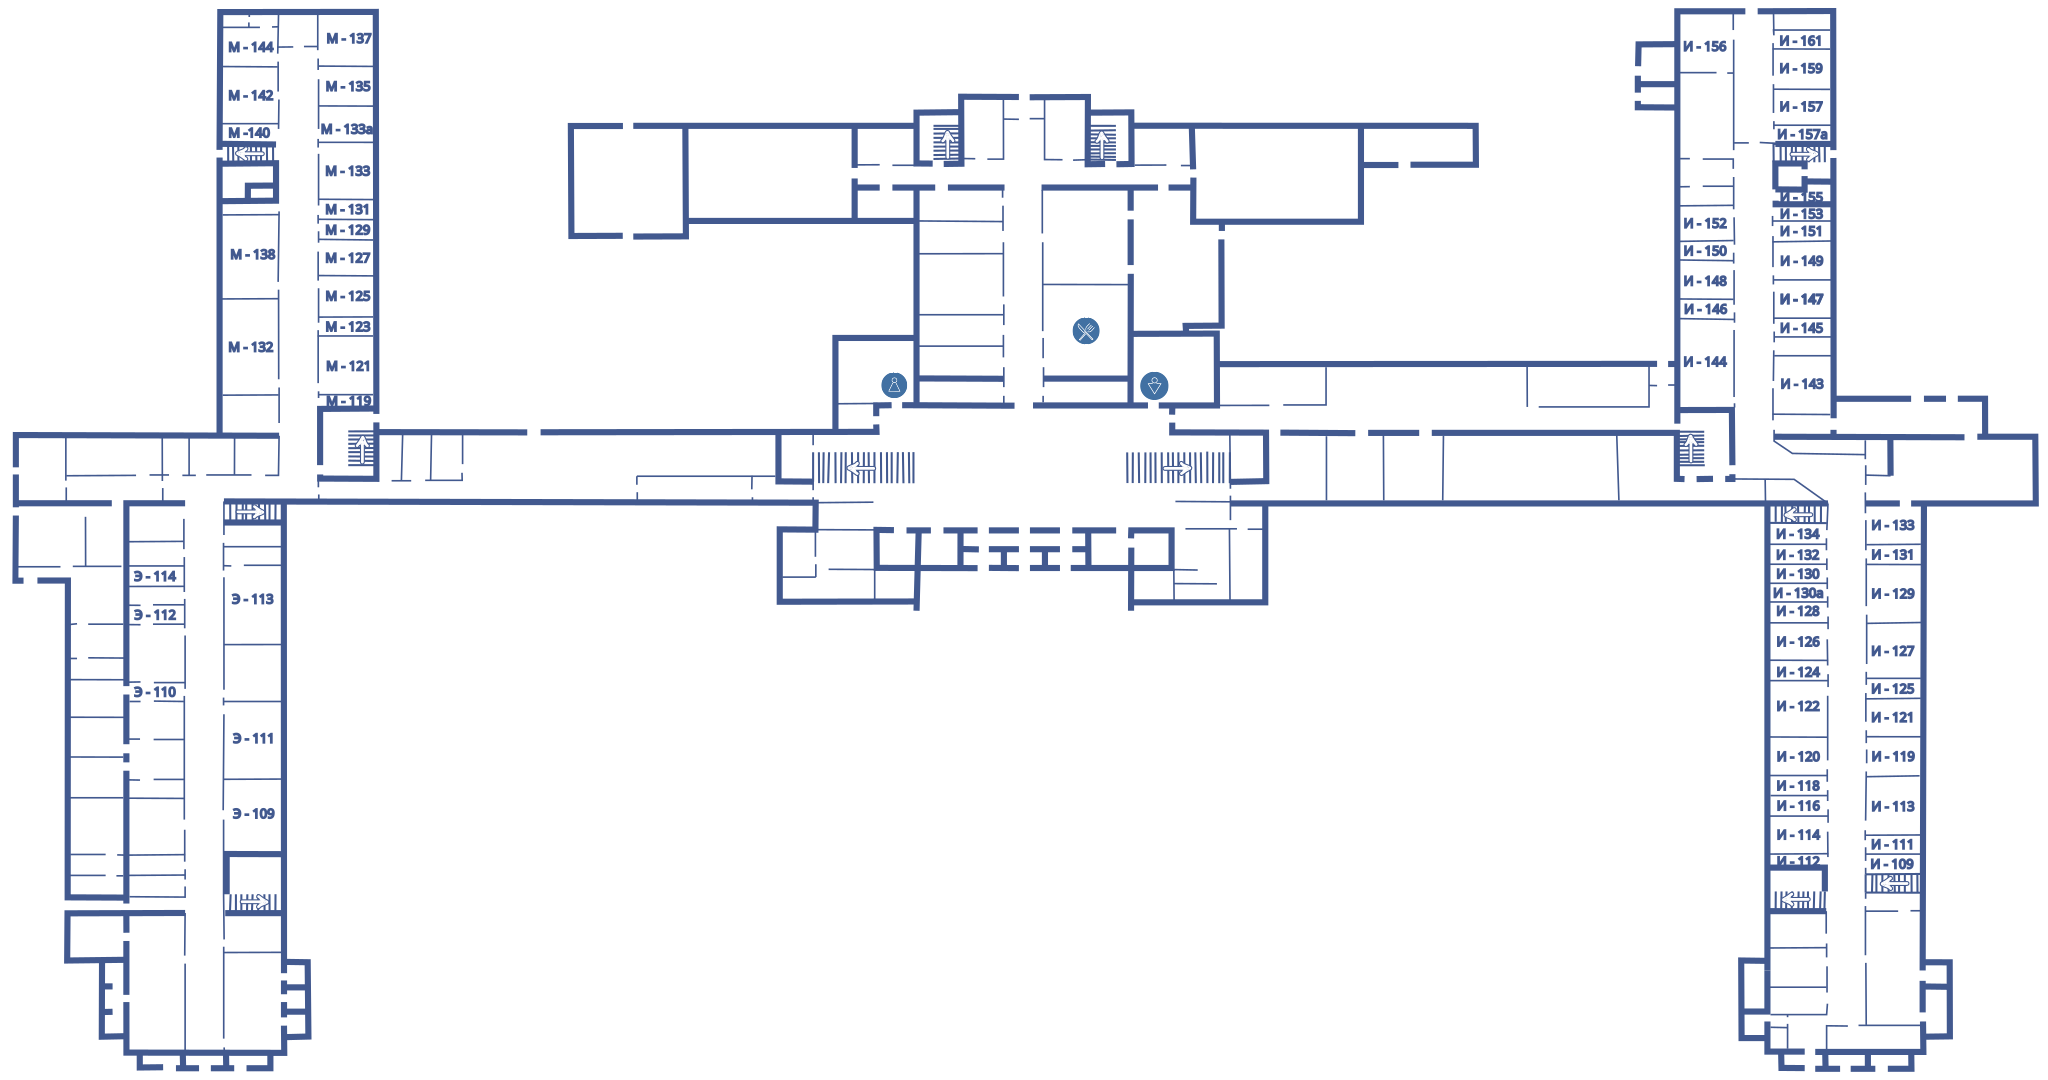 М - 144
М - 142
М -140
М - 138
М - 132
М - 137
М - 135
М - 133а
М - 133
М - 131
М - 129
М - 127
М - 125
М - 123
М - 121
М - 119
Э - 114
Э - 112
Э - 110
Э - 113
Э - 111
Э - 109
И - 156
И - 152
И - 150
И - 148
И - 146
И - 144
И - 161
И - 159
И - 157
И - 157а
И - 155
И - 153
И - 151
И - 149
И - 147
И - 145
И - 143
И - 134
И - 132
И - 130
И - 130а
И - 128
И - 126
И - 124
И - 122
И - 120
И - 118
И - 116
И - 114
И - 112
И - 133
И - 131
И - 129
И - 127
И - 125
И - 121
И - 119
И - 113
И - 111
И - 109